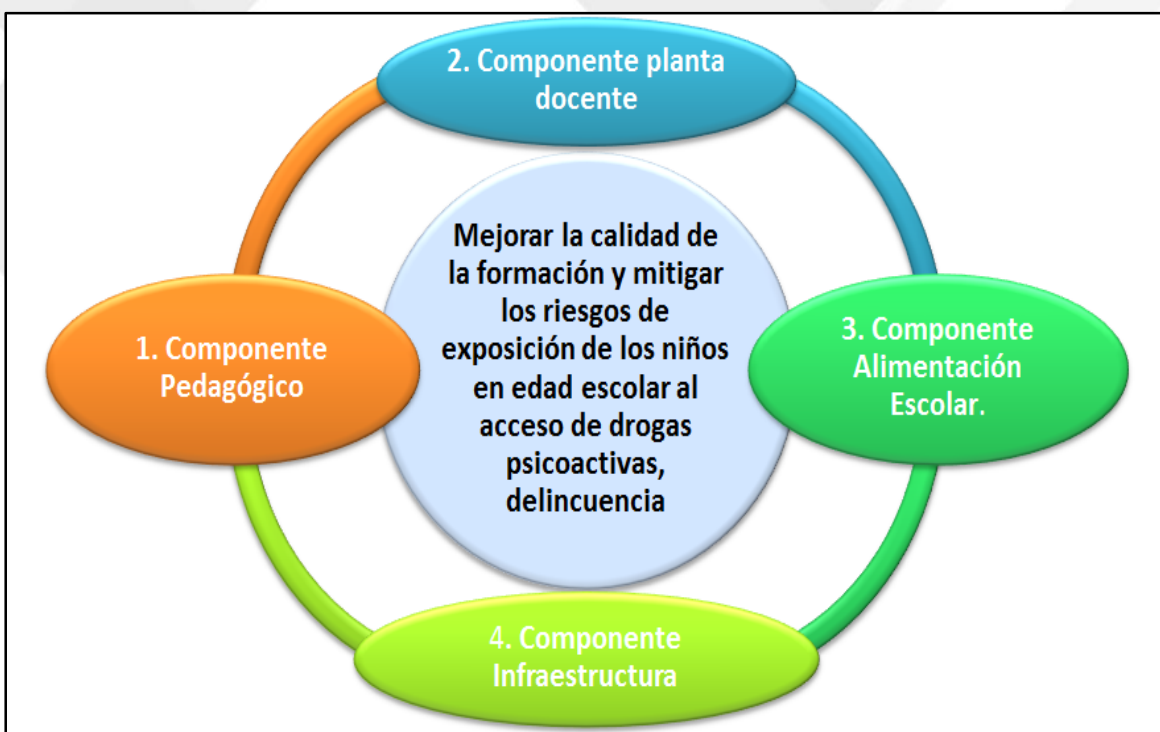 2. Componente planta
docente
Mejorar la calidad de
la formación y mitigar
los riesgos de
exposición de los niños
en edad escolar al
acceso de drogas
psicoactivas,
delincuencia
1. Componente
Pedagógico
3. Componente
Alimentación
Escolar.
4. Componente
Infraestructura